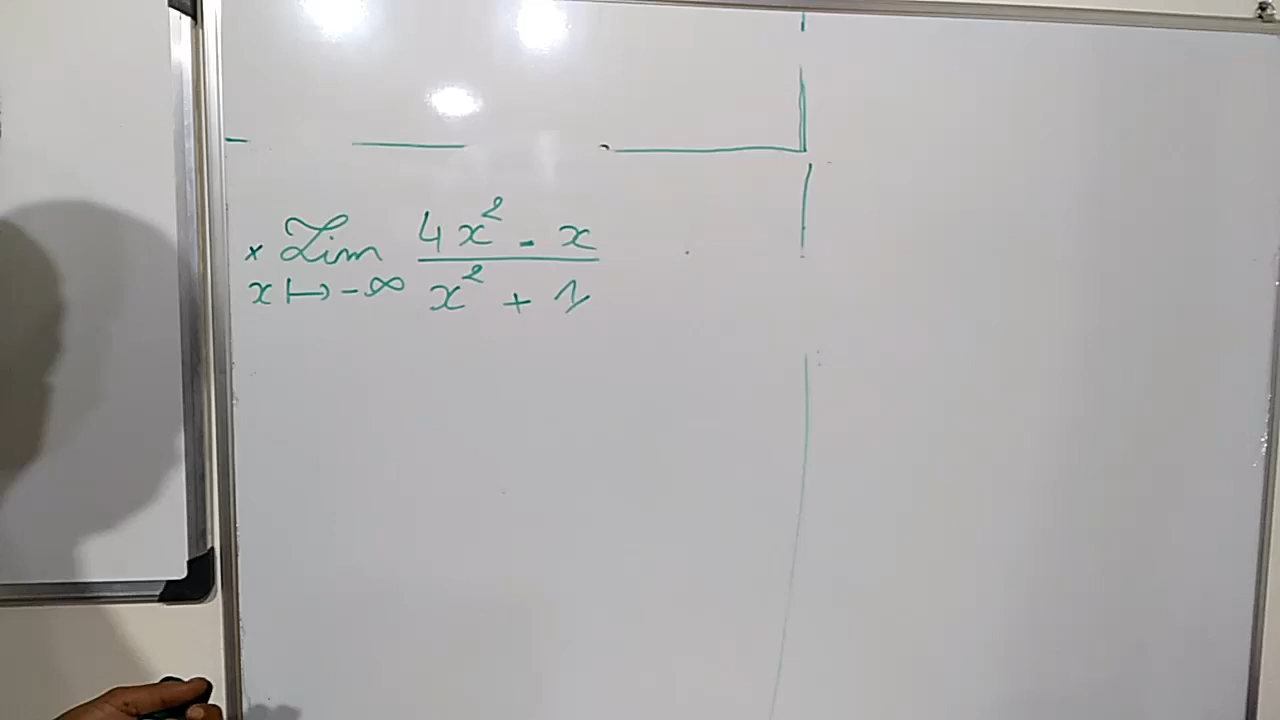 × Lim 4x² - x
x ↦ -∞ x² + 1